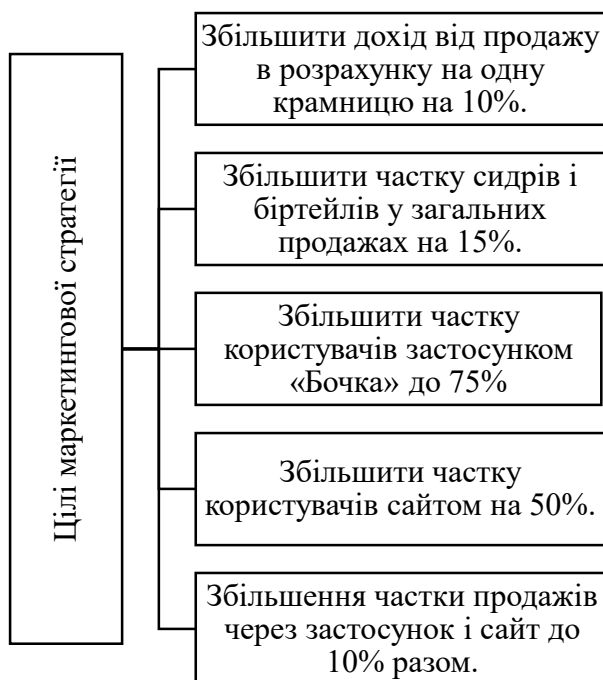 Цілі маркетингової стратегії
Збільшити дохід від продажу
в розрахунку на одну
крамницю на 10%.
Збільшити частку сидрів і
біртейлів у загальних
продажах на 15%.
Збільшити частку
користувачів застосунком
«Бочка» до 75%
Збільшити частку
користувачів сайтом на 50%.
Збільшення частки продажів
через застосунок і сайт до
10% разом.